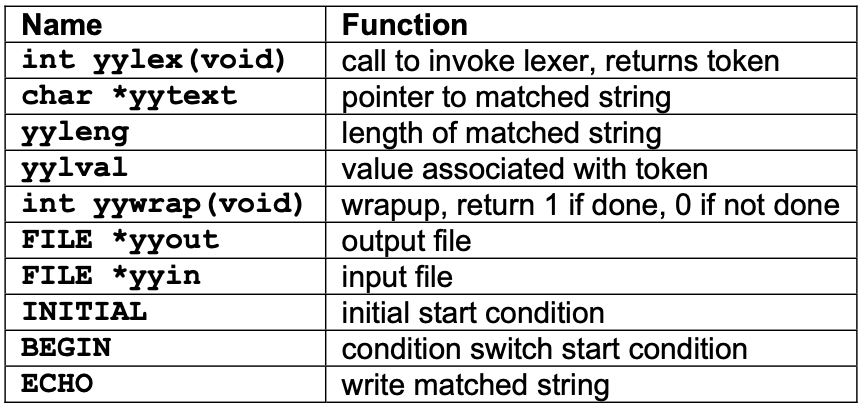 Name Function
int yylex(void) call to invoke lexer, returns token
char *yytext pointer to matched string
yyleng length of matched string
yylval value associated with token
int yywrap(void) wrapup, return 1 if done, 0 if not done
FILE *yyout output file
FILE *yyin input file
INITIAL initial start condition
BEGIN condition switch start condition
ECHO write matched string